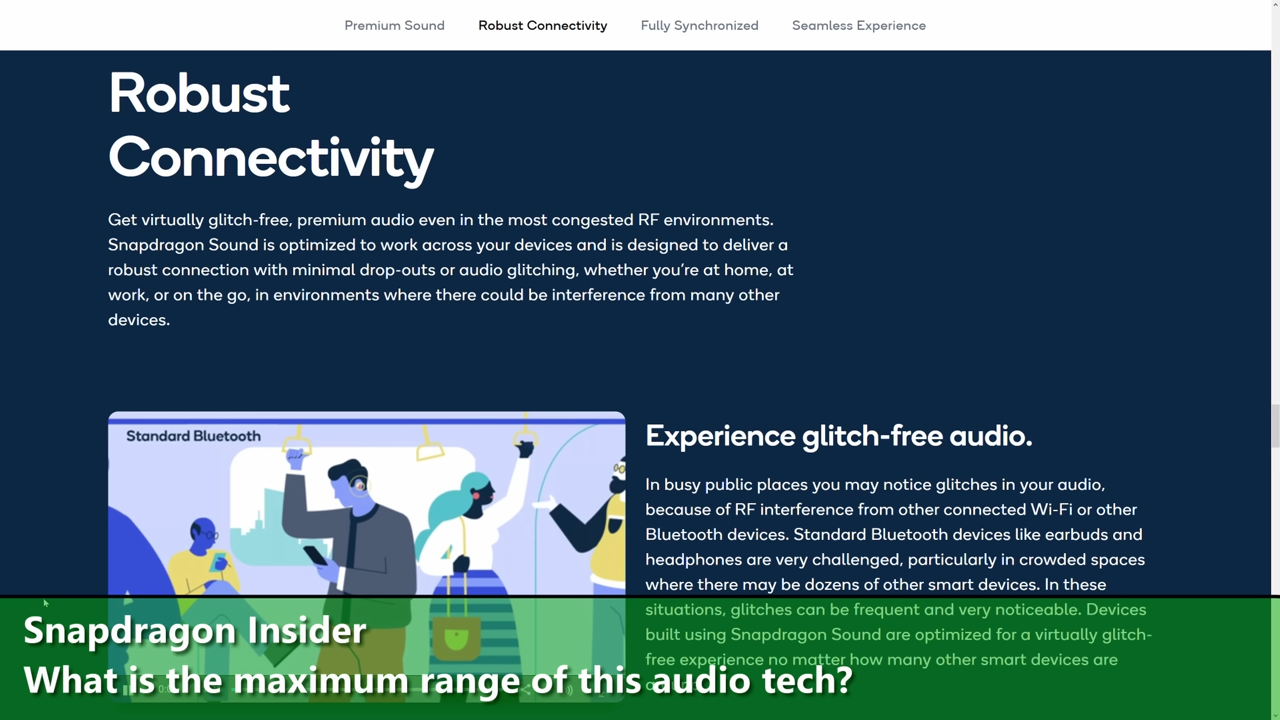 Premium Sound Robust Connectivity Fully Synchronized Seamless Experience
Robust
Connectivity
Get virtually glitch-free, premium audio even in the most congested RF environments.
Snapdragon Sound is optimized to work across your devices and is designed to deliver a
robust connection with minimal drop-outs or audio glitching, whether you're at home, at
work, or on the go, in environments where there could be interference from many other
devices.
Standard Bluetooth
Experience glitch-free audio.
In busy public places you may notice glitches in your audio,
because of RF interference from other connected Wi-Fi or other
Bluetooth devices. Standard Bluetooth devices like earbuds and
headphones are very challenged, particularly in crowded spaces
where there may be dozens of other smart devices. In these
situations, glitches can be frequent and very noticeable. Devices
built using Snapdragon Sound are optimized for a virtually glitch-
free experience no matter how many other smart devices are
Snapdragon Insider
What is the maximum range of this audio tech?